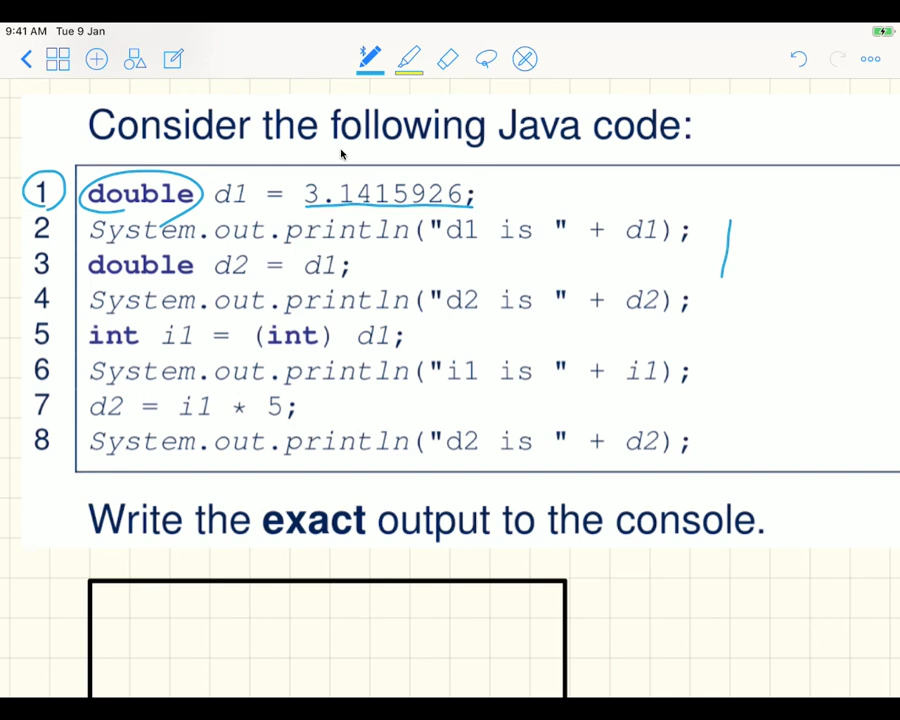 9:41 AM Tue 9 Jan
Consider the following Java code:
1 double d1 = 3.1415926;
2 System.out.println("d1 is " + d1);
3 double d2 = d1;
4 System.out.println("d2 is " + d2);
5 int i1 = (int) d1;
6 System.out.println("i1 is " + i1);
7 d2 = i1 * 5;
8 System.out.println("d2 is " + d2);
Write the exact output to the console.